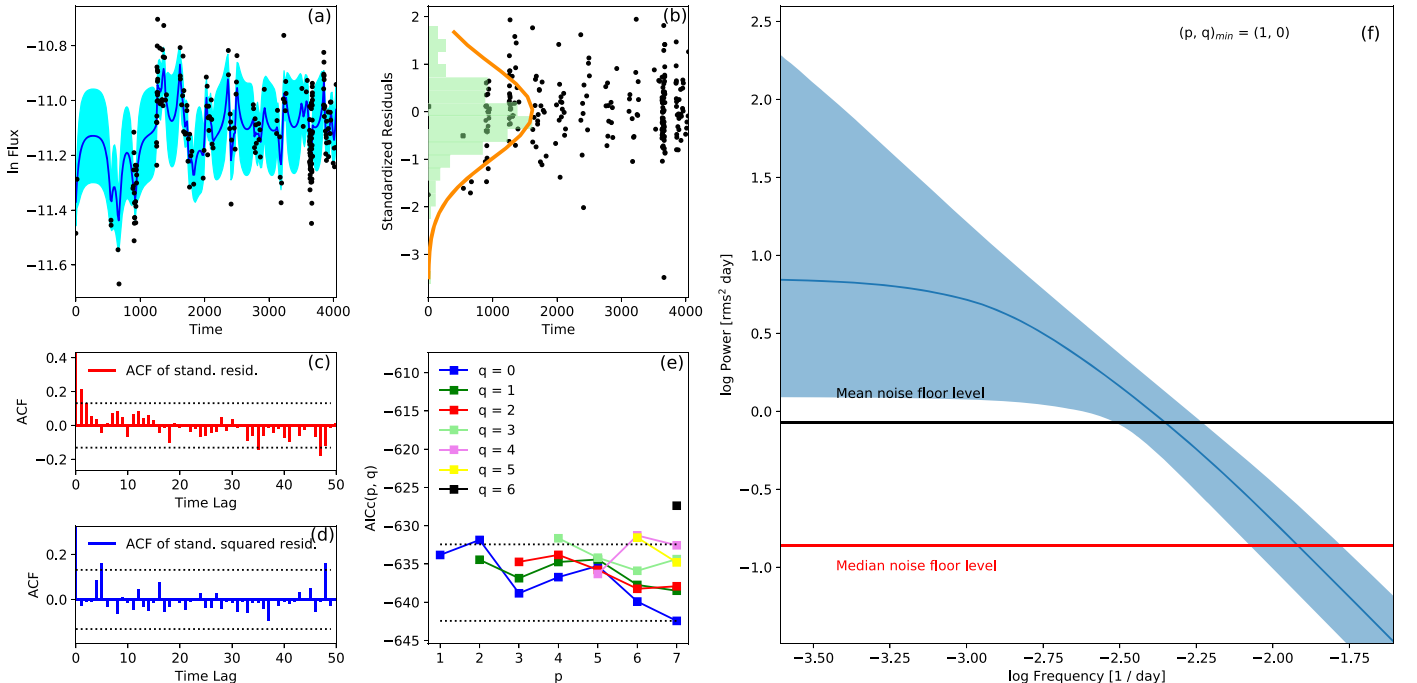 (a)
ln Flux
−10.8
−11.0
−11.2
−11.4
−11.6
0 1000 2000 3000 4000
Time
(b)
Standardized Residuals
2
1
0
−1
−2
−3
0 1000 2000 3000 4000
Time
(c)
ACF of stand. resid.
ACF
0.4
0.2
0.0
−0.2
0 10 20 30 40 50
Time Lag
(d)
ACF of stand. squared resid.
ACF
0.2
0.0
0 10 20 30 40 50
Time Lag
(e)
AICc(p, q)
−610
−615
−620
−625
−630
−635
−640
−645
q = 0
q = 1
q = 2
q = 3
q = 4
q = 5
q = 6
1 2 3 4 5 6 7
p
(f)
(p, q)min = (1, 0)
log Power [rms² day]
2.5
2.0
1.5
1.0
0.5
0.0
−0.5
−1.0
Mean noise floor level
Median noise floor level
−3.50 −3.25 −3.00 −2.75 −2.50 −2.25 −2.00 −1.75
log Frequency [1 / day]